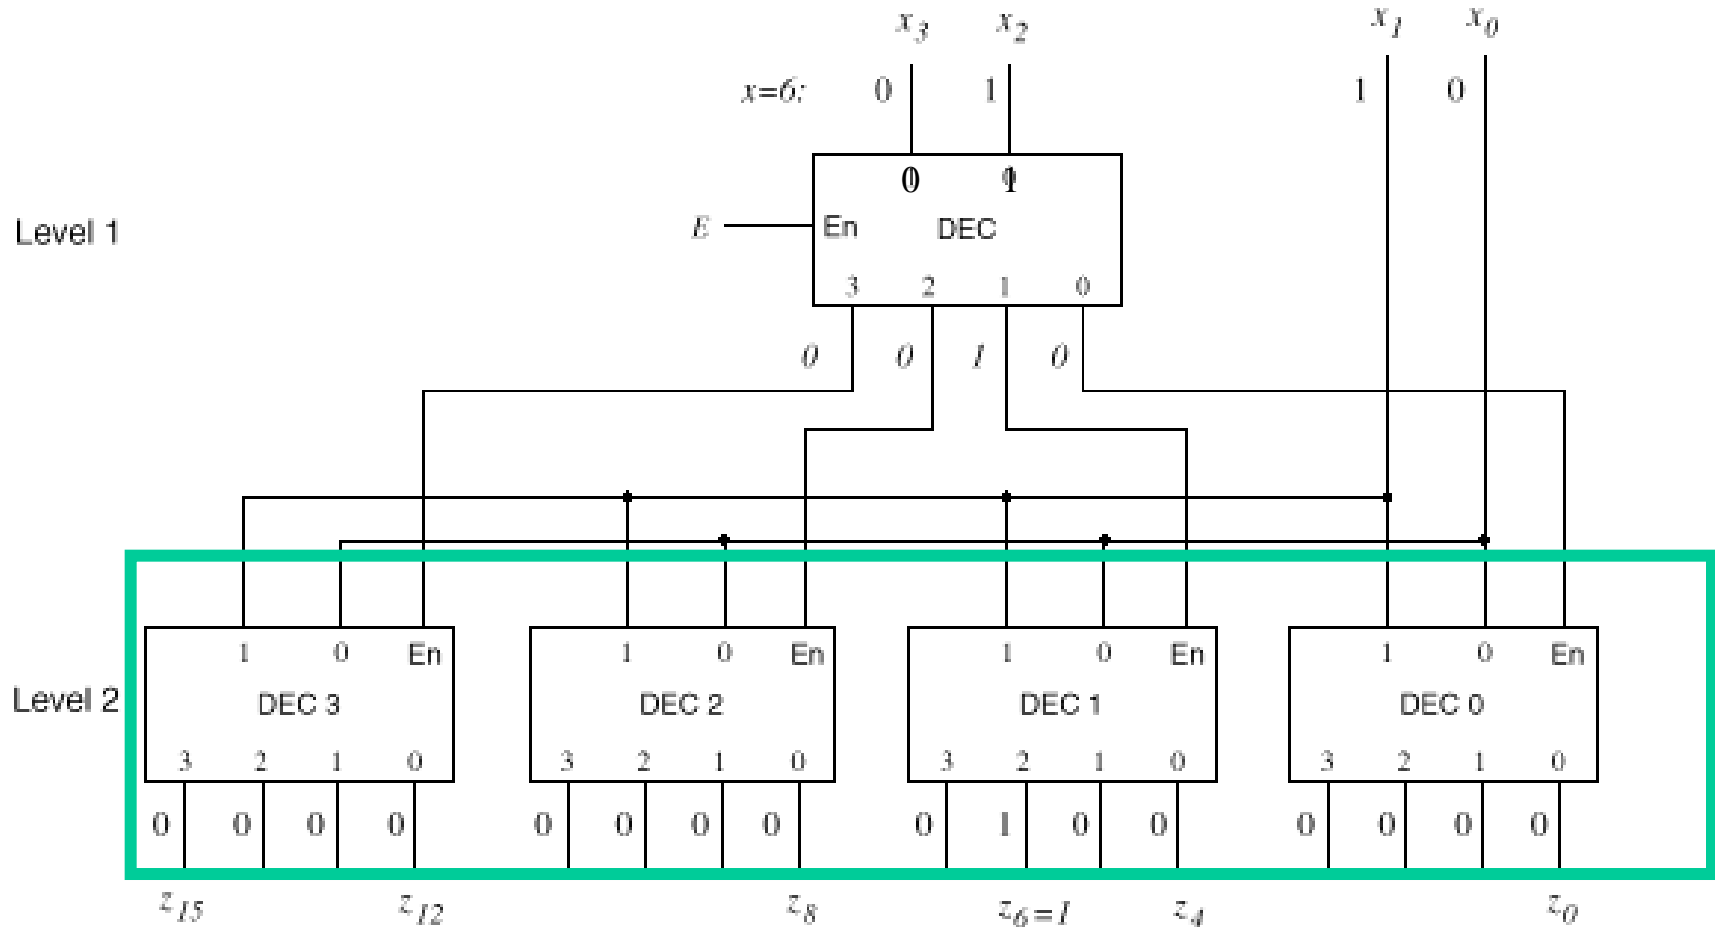 x3 x2 x1 x0
x=6: 0 1 1 0
0 1
Level 1 E En DEC
3 2 1 0
0 0 1 0
1 0 En 1 0 En 1 0 En 1 0 En
Level 2 DEC 3 DEC 2 DEC 1 DEC 0
3 2 1 0 3 2 1 0 3 2 1 0 3 2 1 0
0 0 0 0 0 0 0 0 0 1 0 0 0 0 0 0
z15 z12 z8 z6=1 z4 z0